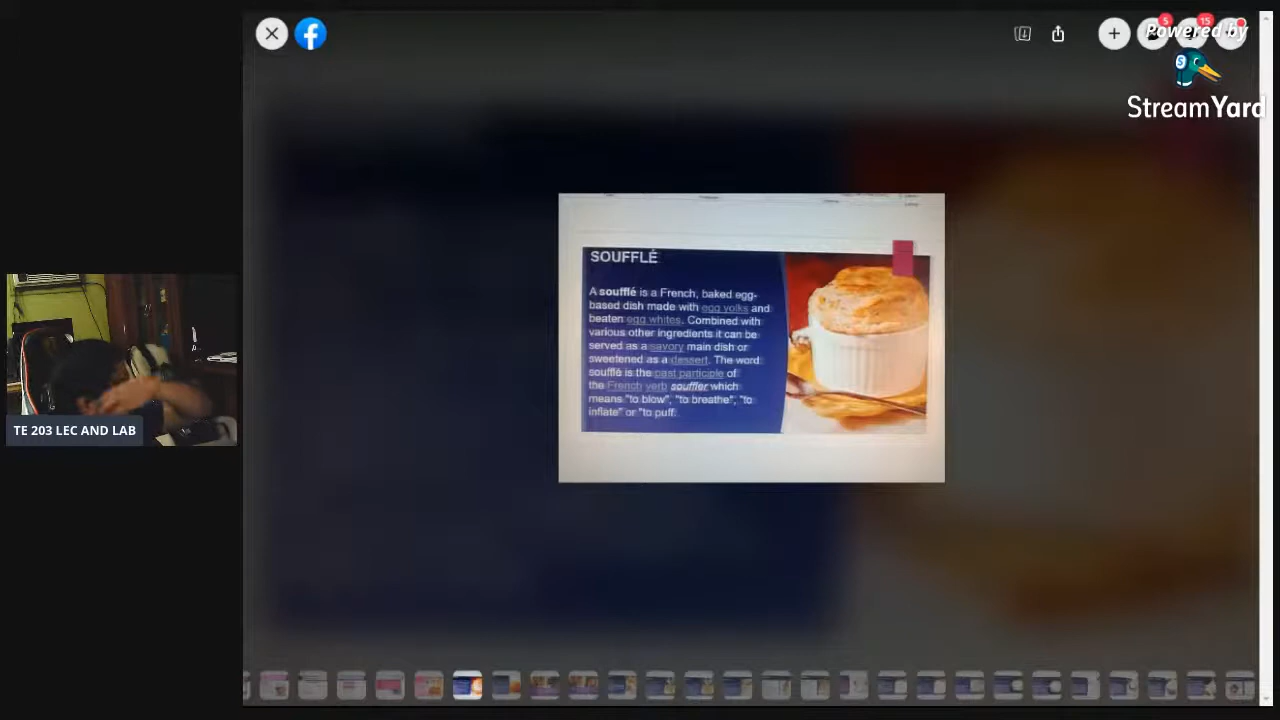 5
15
Powered by
StreamYard
SOUFFLÉ
A soufflé is a French, baked egg-
based dish made with egg yolks and
beaten egg whites. Combined with
various other ingredients it can be
served as a savory main dish or
sweetened as a dessert. The word
soufflé is the past participle of
the French verb souffler which
means "to blow", "to breathe", "to
inflate" or "to puff.
TE 203 LEC AND LAB